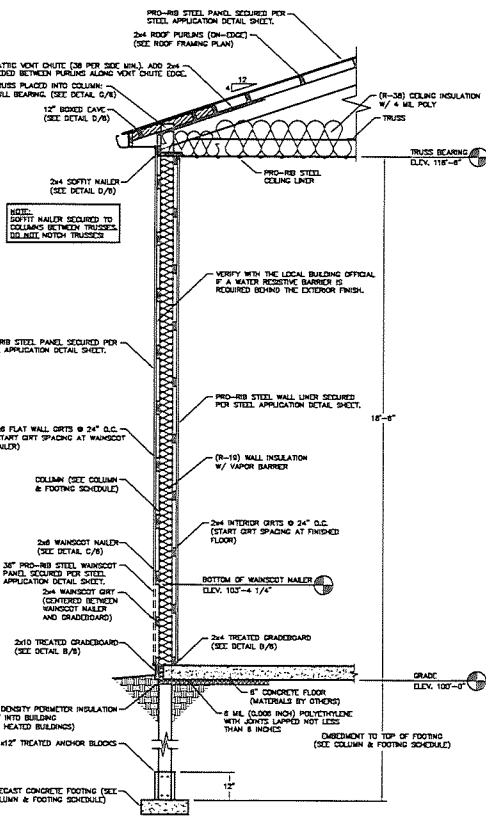 PRO-RIB STEEL PANEL SECURED PER
STEEL APPLICATION DETAIL SHEET.
2x4 ROOF PURLINS (ON-EDGE)
(SEE ROOF FRAMING PLAN)
ATTIC VENT CHUTE (38 PER SIDE MIN.). ADD 2x4
EDED BETWEEN PURLINS ALONG VENT CHUTE EDGE.
12
4
RUSS PLACED INTO COLUMN:
ULL BEARING. (SEE DETAIL C/6)
12" BOXED EAVE
(SEE DETAIL D/6)
(R-38) CEILING INSULATION
W/ 4 MIL POLY
TRUSS
TRUSS BEARING
ELEV. 118'-6"
2x4 SOFFIT NAILER
(SEE DETAIL D/6)
PRO-RIB STEEL
CEILING LINER
NOTE:
SOFFIT NAILER SECURED TO
COLUMNS BETWEEN TRUSSES.
DO NOT NOTCH TRUSSES!
VERIFY WITH THE LOCAL BUILDING OFFICIAL
IF A WATER RESISTIVE BARRIER IS
REQUIRED BEHIND THE EXTERIOR FINISH.
RIB STEEL PANEL SECURED PER
APPLICATION DETAIL SHEET.
PRO-RIB STEEL WALL LINER SECURED
PER STEEL APPLICATION DETAIL SHEET.
18'-6"
x6 FLAT WALL GIRTS @ 24" O.C.
START GIRT SPACING AT WAINSCOT
AILER)
(R-19) WALL INSULATION
W/ VAPOR BARRIER
COLUMN (SEE COLUMN
& FOOTING SCHEDULE)
2x4 INTERIOR GIRTS @ 24" O.C.
(START GIRT SPACING AT FINISHED
FLOOR)
2x6 WAINSCOT NAILER
(SEE DETAIL C/6)
36" PRO-RIB STEEL WAINSCOT
PANEL SECURED PER STEEL
APPLICATION DETAIL SHEET.
BOTTOM OF WAINSCOT NAILER
ELEV. 103'-4 1/4"
2x4 WAINSCOT GIRT
(CENTERED BETWEEN
WAINSCOT NAILER
AND GRADEBOARD)
2x10 TREATED GRADEBOARD
(SEE DETAIL B/6)
2x4 TREATED GRADEBOARD
(SEE DETAIL B/6)
GRADE
ELEV. 100'-0"
DENSITY PERIMETER INSULATION
INTO BUILDING
HEATED BUILDINGS)
6" CONCRETE FLOOR
(MATERIALS BY OTHERS)
6 MIL (0.006 INCH) POLYETHYLENE
WITH JOINTS LAPPED NOT LESS
THAN 6 INCHES
EMBEDMENT TO TOP OF FOOTING
(SEE COLUMN & FOOTING SCHEDULE)
x12" TREATED ANCHOR BLOCKS
12"
ECAST CONCRETE FOOTING (SEE
LUMN & FOOTING SCHEDULE)